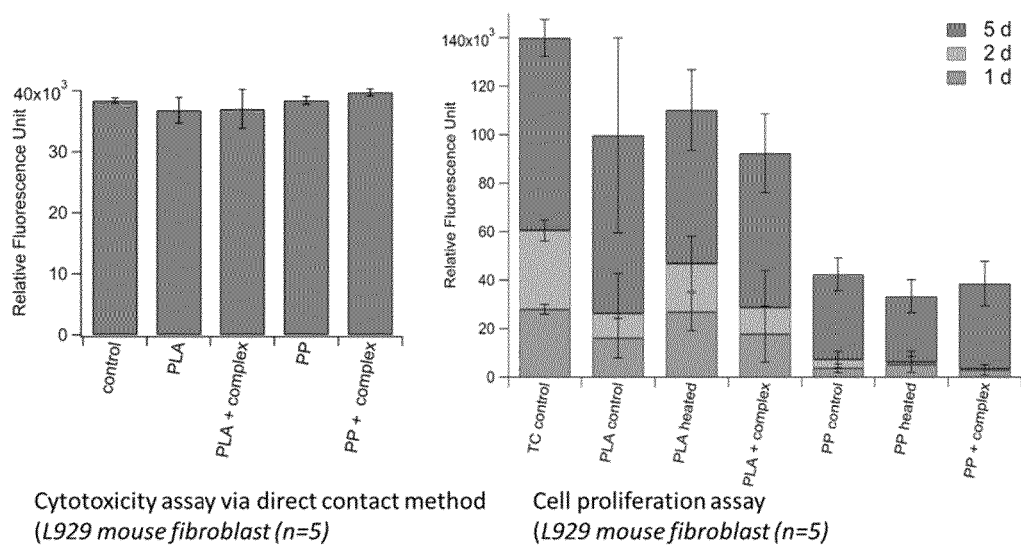 40x10³
30
20
10
0
Relative Fluorescence Unit
control
PLA
PLA + complex
PP
PP + complex
Cytotoxicity assay via direct contact method
(L929 mouse fibroblast (n=5)
140x10³
120
100
80
60
40
20
0
Relative Fluorescence Unit
5 d
2 d
1 d
TC control
PLA control
PLA heated
PLA + complex
PP control
PP heated
PP + complex
Cell proliferation assay
(L929 mouse fibroblast (n=5)